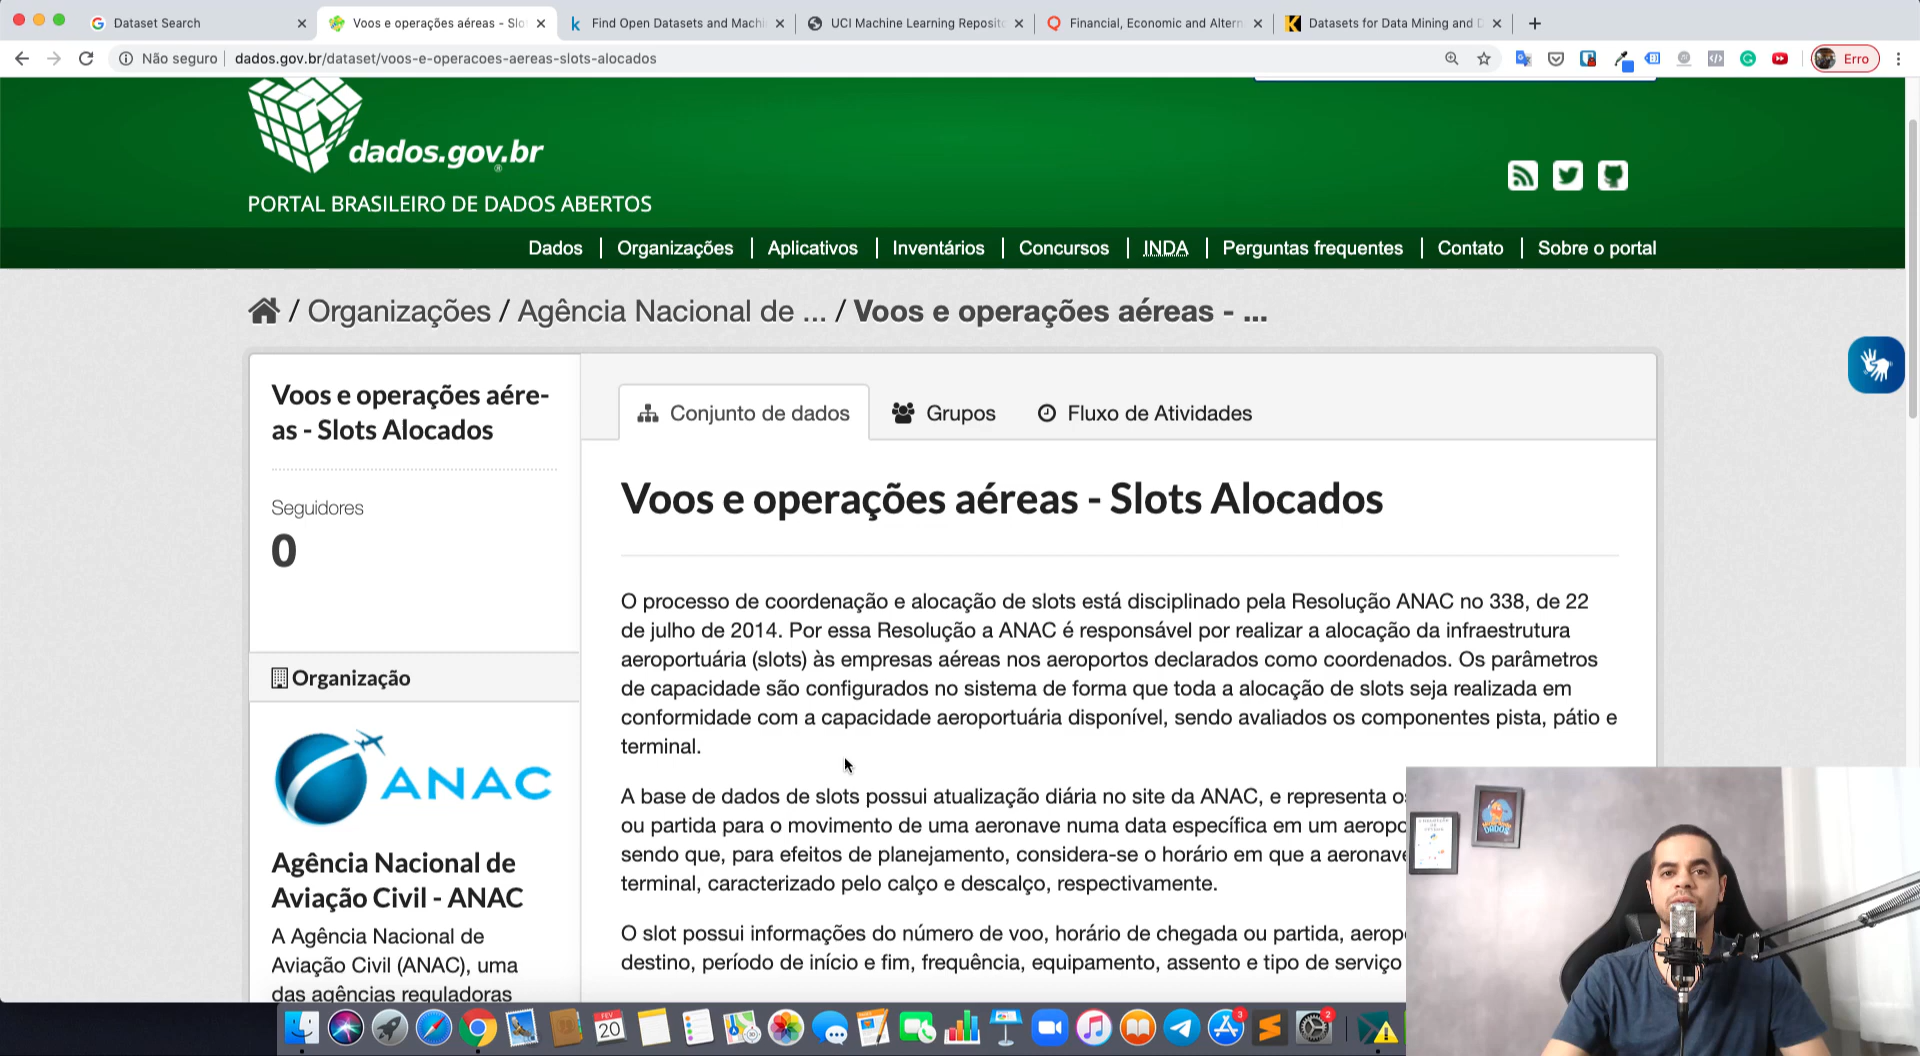 Dataset Search
Voos e operações aéreas - Slo
Find Open Datasets and Machi
UCI Machine Learning Reposito
Financial, Economic and Altern
Datasets for Data Mining and D
Não seguro
dados.gov.br/dataset/voos-e-operacoes-aereas-slots-alocados
Erro
dados.gov.br
PORTAL BRASILEIRO DE DADOS ABERTOS
Dados | Organizações | Aplicativos | Inventários | Concursos | INDA | Perguntas frequentes | Contato | Sobre o portal
/ Organizações / Agência Nacional de ... / Voos e operações aéreas - ...
Voos e operações aére-
as - Slots Alocados
Seguidores
0
Organização
ANAC
Agência Nacional de
Aviação Civil - ANAC
A Agência Nacional de
Aviação Civil (ANAC), uma
das agências reguladoras
Conjunto de dados
Grupos
Fluxo de Atividades
Voos e operações aéreas - Slots Alocados
O processo de coordenação e alocação de slots está disciplinado pela Resolução ANAC no 338, de 22
de julho de 2014. Por essa Resolução a ANAC é responsável por realizar a alocação da infraestrutura
aeroportuária (slots) às empresas aéreas nos aeroportos declarados como coordenados. Os parâmetros
de capacidade são configurados no sistema de forma que toda a alocação de slots seja realizada em
conformidade com a capacidade aeroportuária disponível, sendo avaliados os componentes pista, pátio e
terminal.
A base de dados de slots possui atualização diária no site da ANAC, e representa o
ou partida para o movimento de uma aeronave numa data específica em um aeropo
sendo que, para efeitos de planejamento, considera-se o horário em que a aeronave
terminal, caracterizado pelo calço e descalço, respectivamente.
O slot possui informações do número de voo, horário de chegada ou partida, aerop
destino, período de início e fim, frequência, equipamento, assento e tipo de serviço
FEV
20
3
2